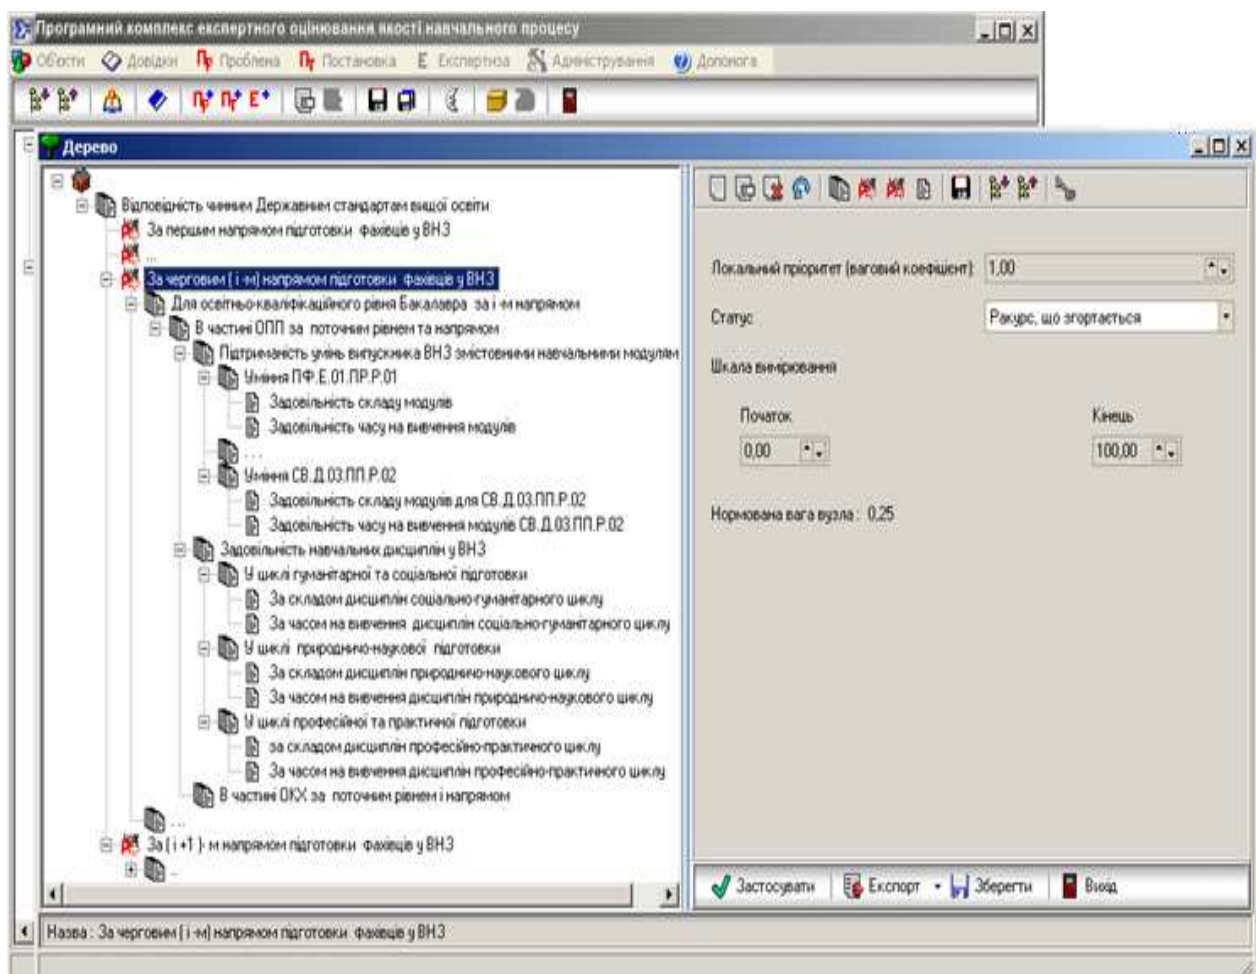 Програмний комплекс експертного оцінювання якості навчального процесу
Об'єкти Довідки Пр Проблема Пт Постановка Е Експертиза Адміністрування Допомога
Дерево
Відповідність чинним Державним стандартам вищої освіти
За першим напрямом підготовки фахівців у ВНЗ
...
За черговим ( i -м) напрямом підготовки фахівців у ВНЗ
Для освітньо-кваліфікаційного рівня Бакалавра за i -м напрямом
В частині ОПП за поточним рівнем та напрямом
Підтриманість умінь випускника ВНЗ змістовними навчальними модулям
Уміння ПФ.Е.01.ПР.Р.01
Задовільність складу модулів
Задовільність часу на вивчення модулів
. . .
Уміння СВ.Д.03.ПП.Р.02
Задовільність складу модулів для СВ.Д.03.ПП.Р.02
Задовільність часу на вивчення модулів СВ.Д.03.ПП.Р.02
Задовільність навчальних дисциплін у ВНЗ
У циклі гуманітарної та соціальної підготовки
За складом дисциплін соціально-гуманітарного циклу
За часом на вивчення дисциплін соціально-гуманітарного циклу
У циклі природничо-наукової підготовки
За складом дисциплін природничо-наукового циклу
За часом на вивчення дисциплін природничо-наукового циклу
У циклі професійної та практичної підготовки
за складом дисциплін професійно-практичного циклу
За часом на вивчення дисциплін професійно-практичного циклу
В частині ОКХ за поточним рівнем і напрямом
. . .
За ( i +1 )- м напрямом підготовки фахівців у ВНЗ
..
Локальний пріоритет (ваговий коефіцієнт) 1,00
Статус Ракурс, що згортається
Шкала вимірювання
Початок Кінець
0,00 100,00
Нормована вага вузла : 0,25
Застосувати Експорт Зберегти Вихід
Назва : За черговим ( i -м) напрямом підготовки фахівців у ВНЗ